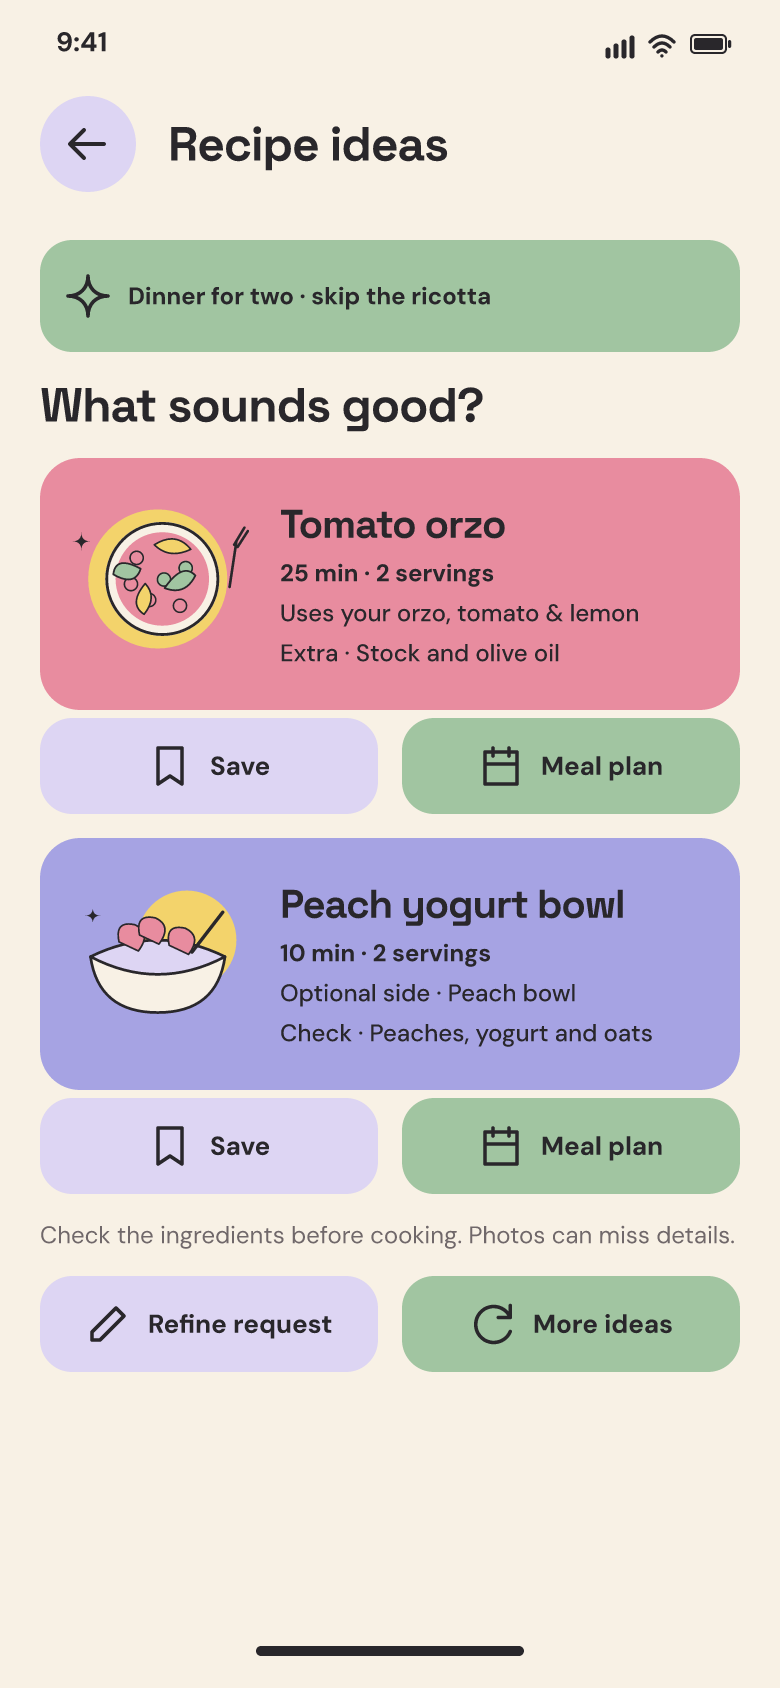 9:41
Recipe ideas
Dinner for two · skip the ricotta
What sounds good?
Tomato orzo
25 min · 2 servings
Uses your orzo, tomato & lemon
Extra · Stock and olive oil
Save
Meal plan
Peach yogurt bowl
10 min · 2 servings
Optional side · Peach bowl
Check · Peaches, yogurt and oats
Save
Meal plan
Check the ingredients before cooking. Photos can miss details.
Refine request
More ideas